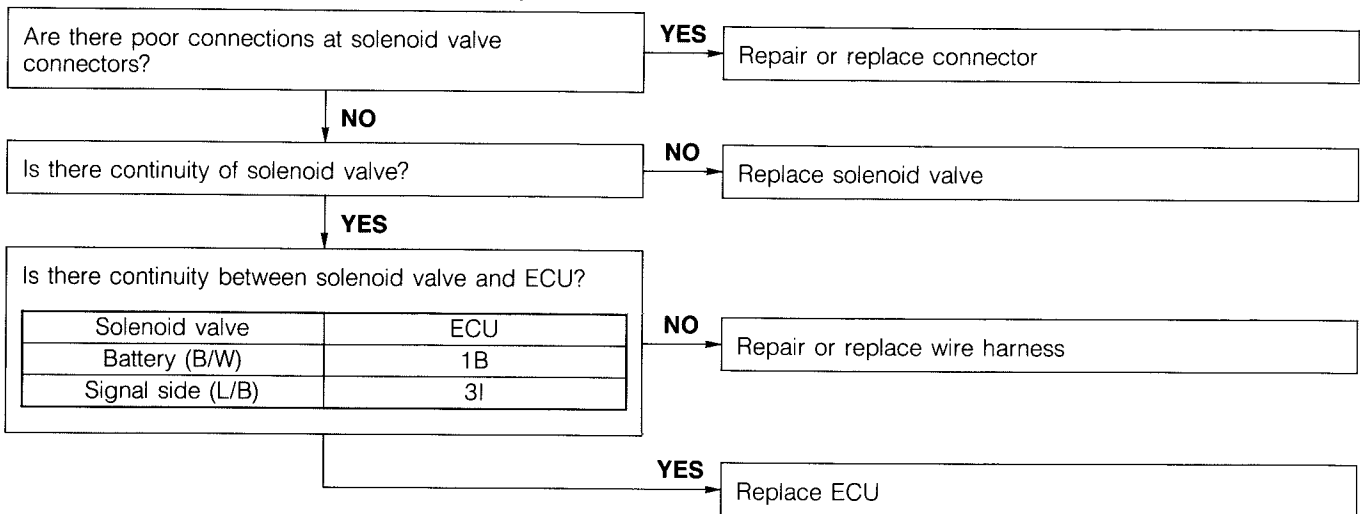 Are there poor connections at solenoid valve
connectors?
YES
Repair or replace connector
NO
Is there continuity of solenoid valve?
NO
Replace solenoid valve
YES
Is there continuity between solenoid valve and ECU?
Solenoid valve ECU
Battery (B/W) 1B
Signal side (L/B) 3I
NO
Repair or replace wire harness
YES
Replace ECU